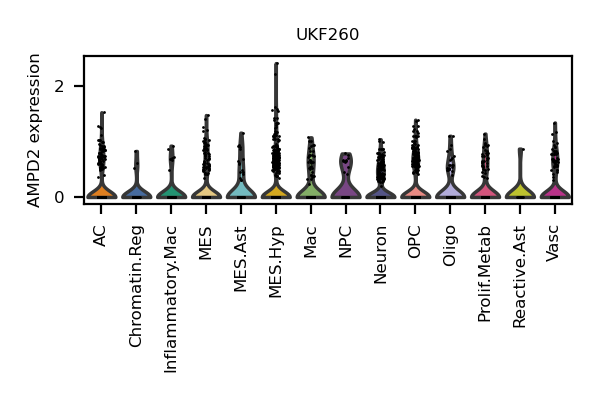 UKF260
AMPD2 expression
2
0
AC
Chromatin.Reg
Inflammatory.Mac
MES
MES.Ast
MES.Hyp
Mac
NPC
Neuron
OPC
Oligo
Prolif.Metab
Reactive.Ast
Vasc